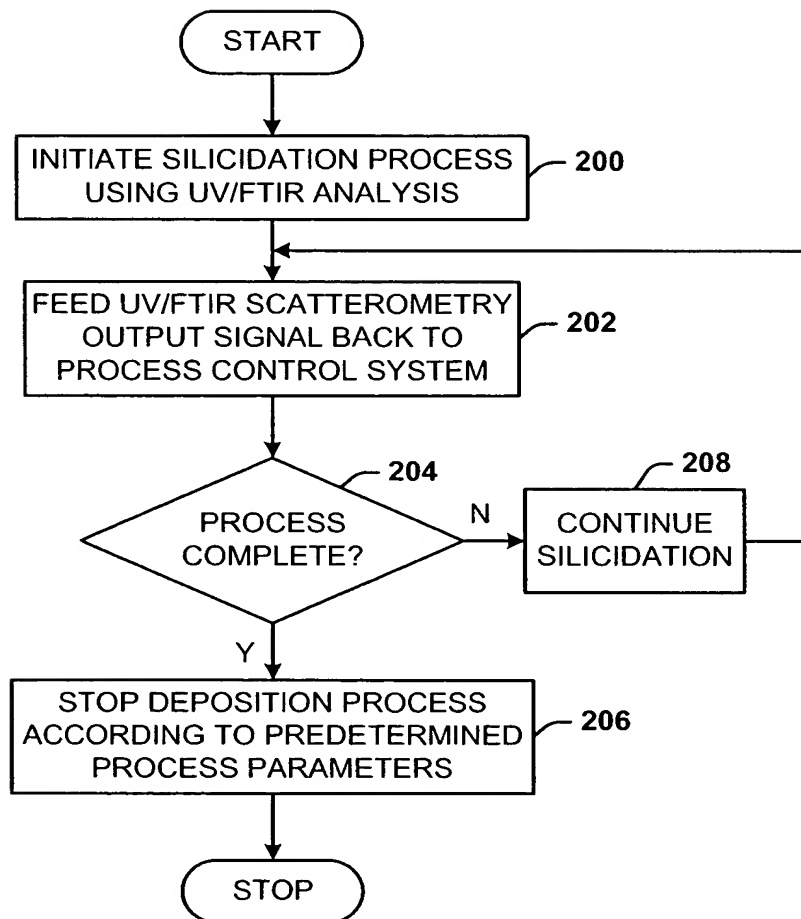 START
INITIATE SILICIDATION PROCESS
USING UV/FTIR ANALYSIS
200
FEED UV/FTIR SCATTEROMETRY
OUTPUT SIGNAL BACK TO
PROCESS CONTROL SYSTEM
202
204
PROCESS
COMPLETE?
N
208
CONTINUE
SILICIDATION
Y
STOP DEPOSITION PROCESS
ACCORDING TO PREDETERMINED
PROCESS PARAMETERS
206
STOP